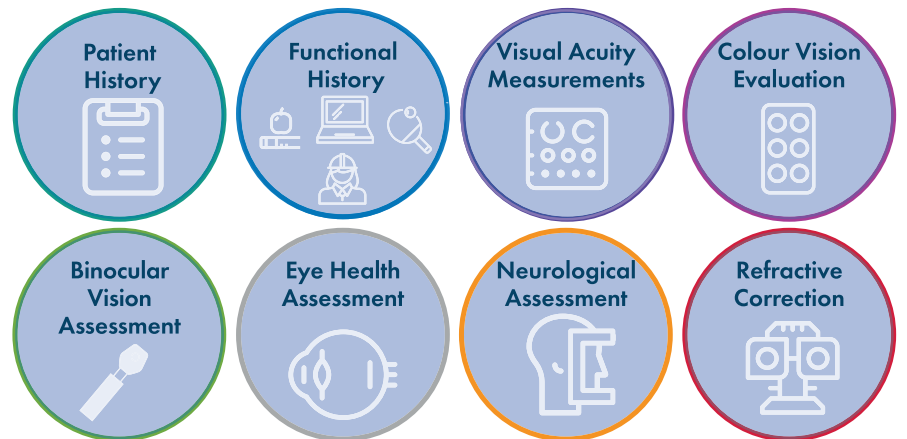 Patient
History
Functional
History
Visual Acuity
Measurements
Colour Vision
Evaluation
Binocular
Vision
Assessment
Eye Health
Assessment
Neurological
Assessment
Refractive
Correction